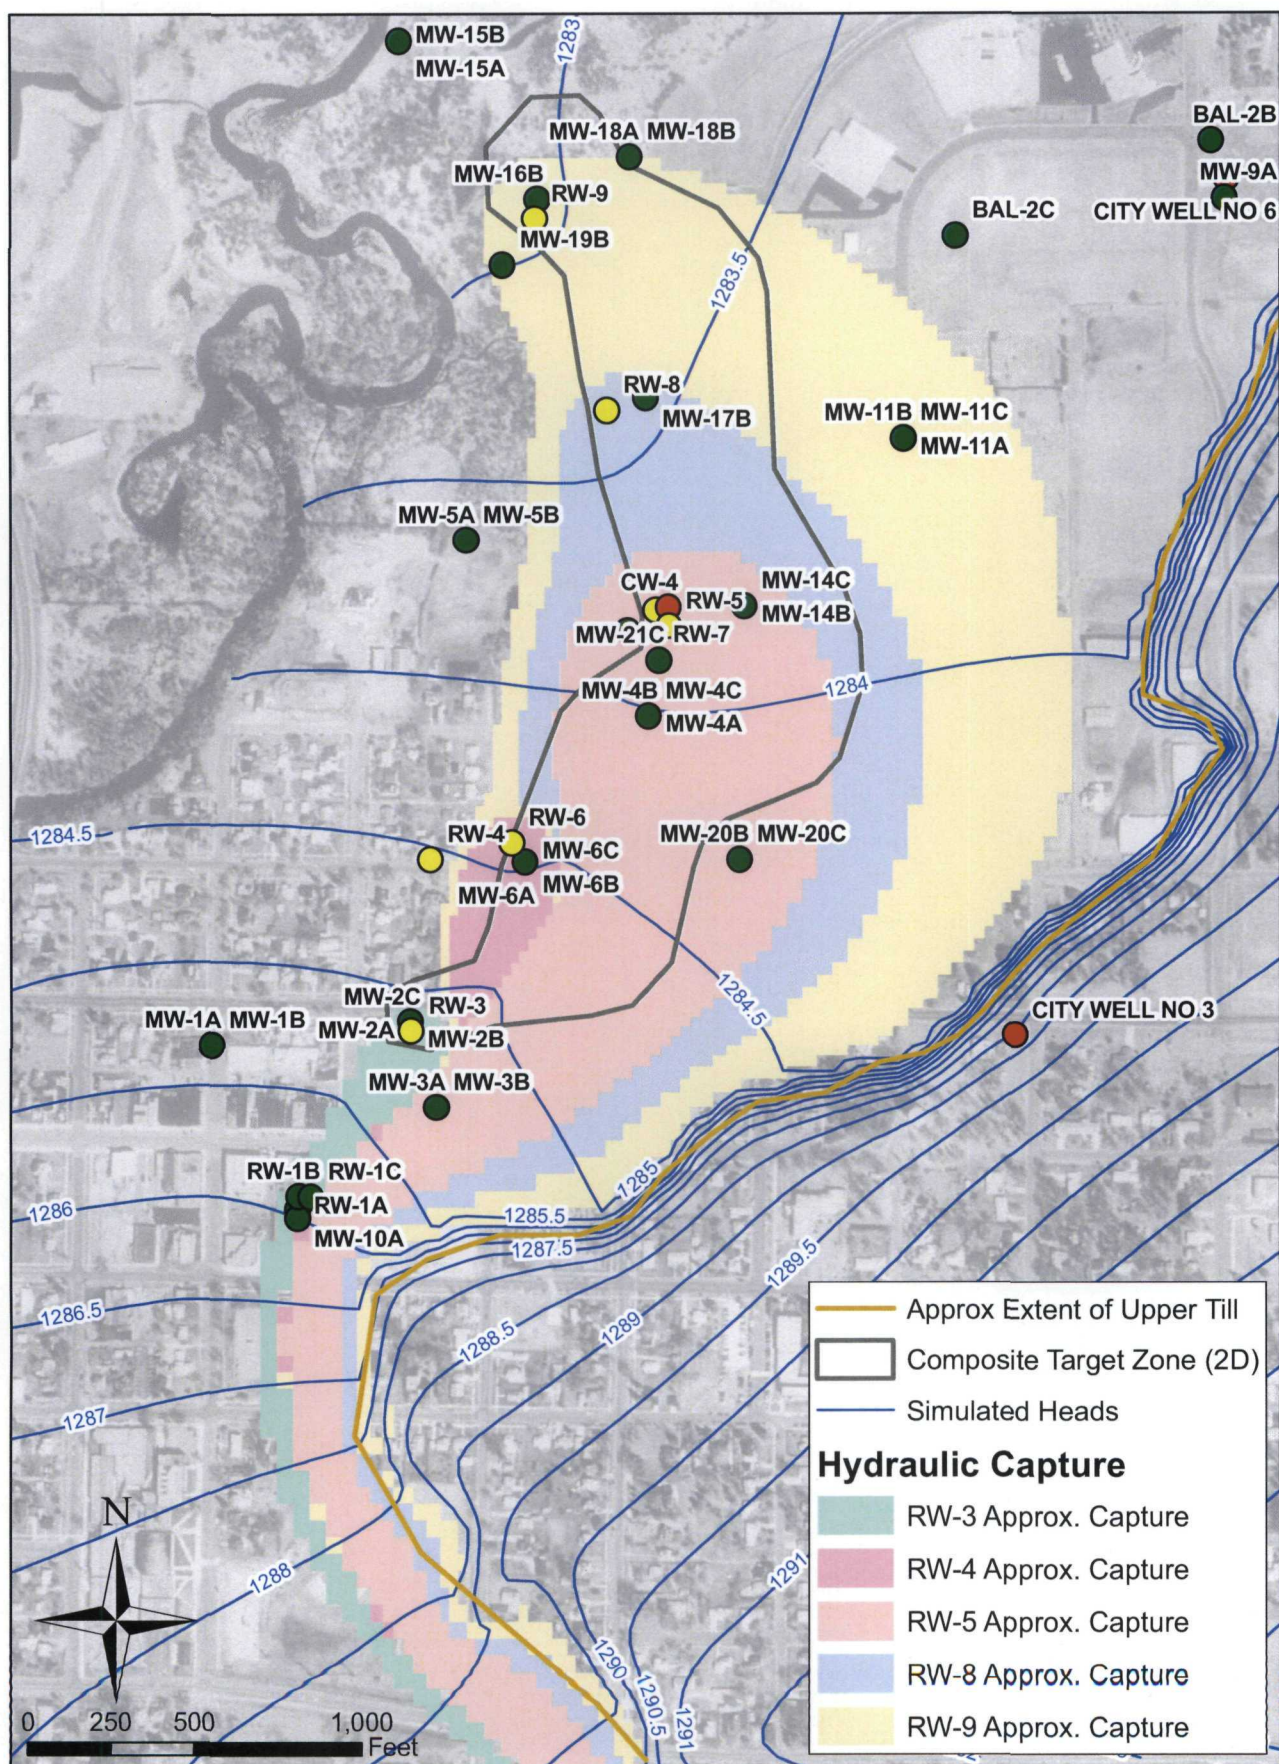 1283
MW-15B
MW-15A
MW-18A MW-18B
BAL-2B
MW-16B
MW-9A
RW-9
BAL-2C
CITY WELL NO 6
MW-19B
1283.5
RW-8
MW-17B
MW-11B MW-11C
MW-11A
MW-5A MW-5B
CW-4
MW-14C
RW-5
MW-14B
MW-21C
RW-7
MW-4B MW-4C
1284
MW-4A
1284.5
RW-4
RW-6
MW-20B MW-20C
MW-6C
MW-6B
MW-6A
1284.5
MW-2C
RW-3
MW-1A MW-1B
MW-2A
MW-2B
CITY WELL NO 3
MW-3A MW-3B
RW-1B RW-1C
1285
RW-1A
1286
1285.5
MW-10A
1287.5
1289.5
1286.5
1288.5
1289
1287
1288
1291
1290
1290.5
1291
Approx Extent of Upper Till
Composite Target Zone (2D)
Simulated Heads
Hydraulic Capture
RW-3 Approx. Capture
RW-4 Approx. Capture
RW-5 Approx. Capture
RW-8 Approx. Capture
RW-9 Approx. Capture
N
0 250 500 1,000
Feet